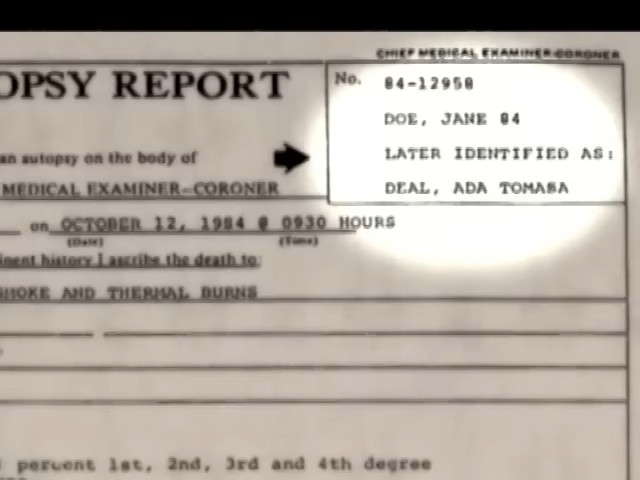 CHIEF MEDICAL EXAMINER-CORONER
OPSY REPORT
No. 84-12958
DOE, JANE 84
an autopsy on the body of
LATER IDENTIFIED AS:
MEDICAL EXAMINER-CORONER
DEAL, ADA TOMASA
on OCTOBER 12, 1984 @ 0930 HOURS
(Date) (Time)
inent history I ascribe the death to:
SMOKE AND THERMAL BURNS
percent 1st, 2nd, 3rd and 4th degree